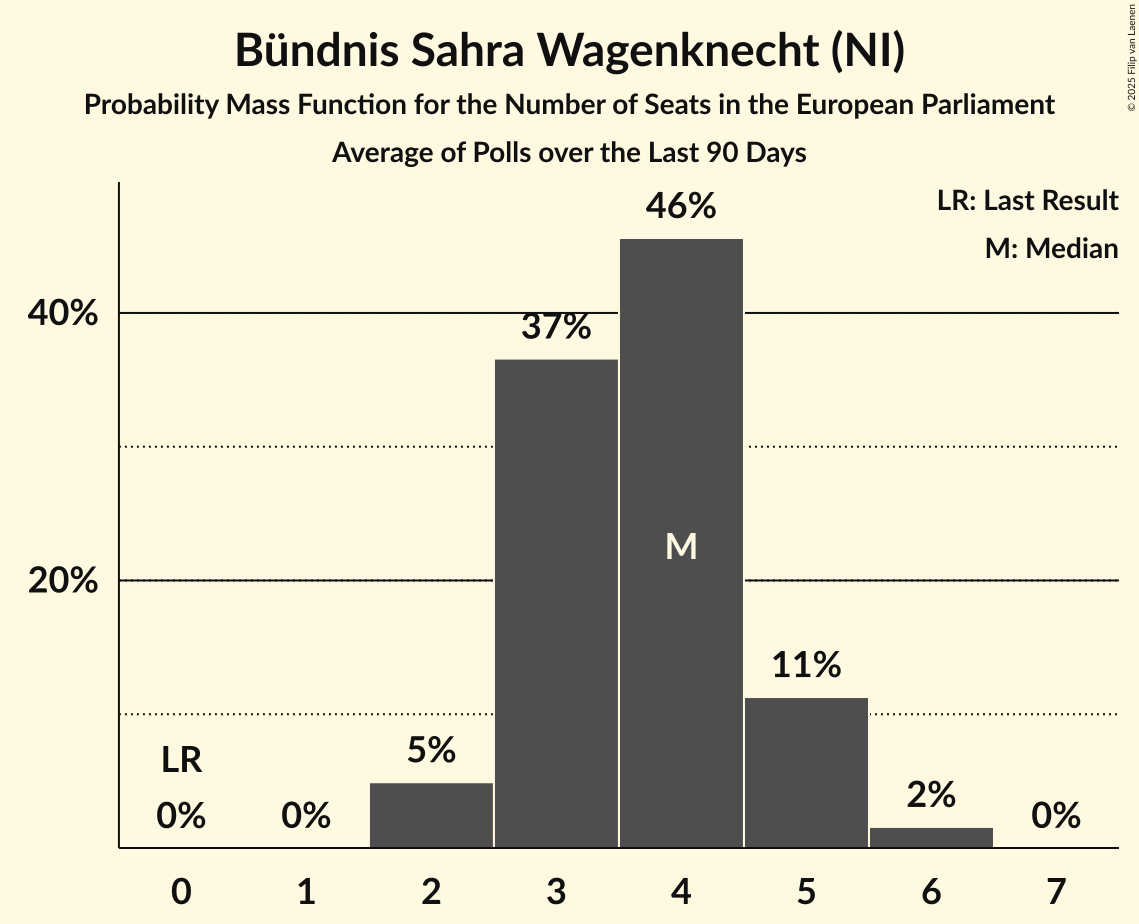 Bündnis Sahra Wagenknecht (NI)
Probability Mass Function for the Number of Seats in the European Parliament
Average of Polls over the Last 90 Days
© 2025 Filip van Laenen
LR: Last Result
M: Median
46%
40%
37%
M
20%
11%
5%
LR
2%
0%
0%
0%
0 1 2 3 4 5 6 7